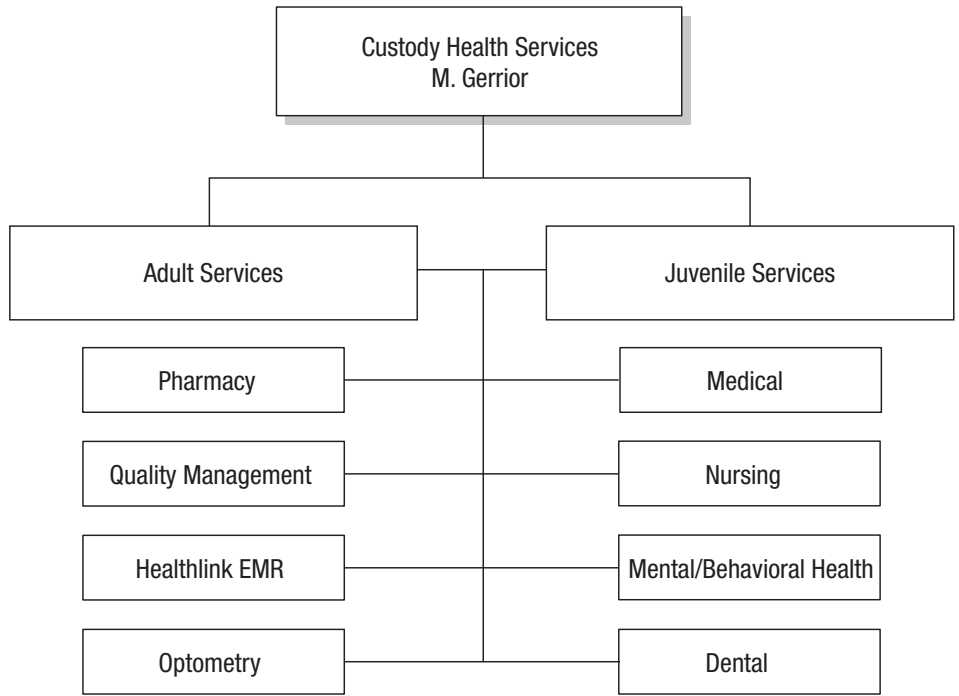 Custody Health Services
M. Gerrior
Adult Services
Juvenile Services
Pharmacy
Medical
Quality Management
Nursing
Healthlink EMR
Mental/Behavioral Health
Optometry
Dental